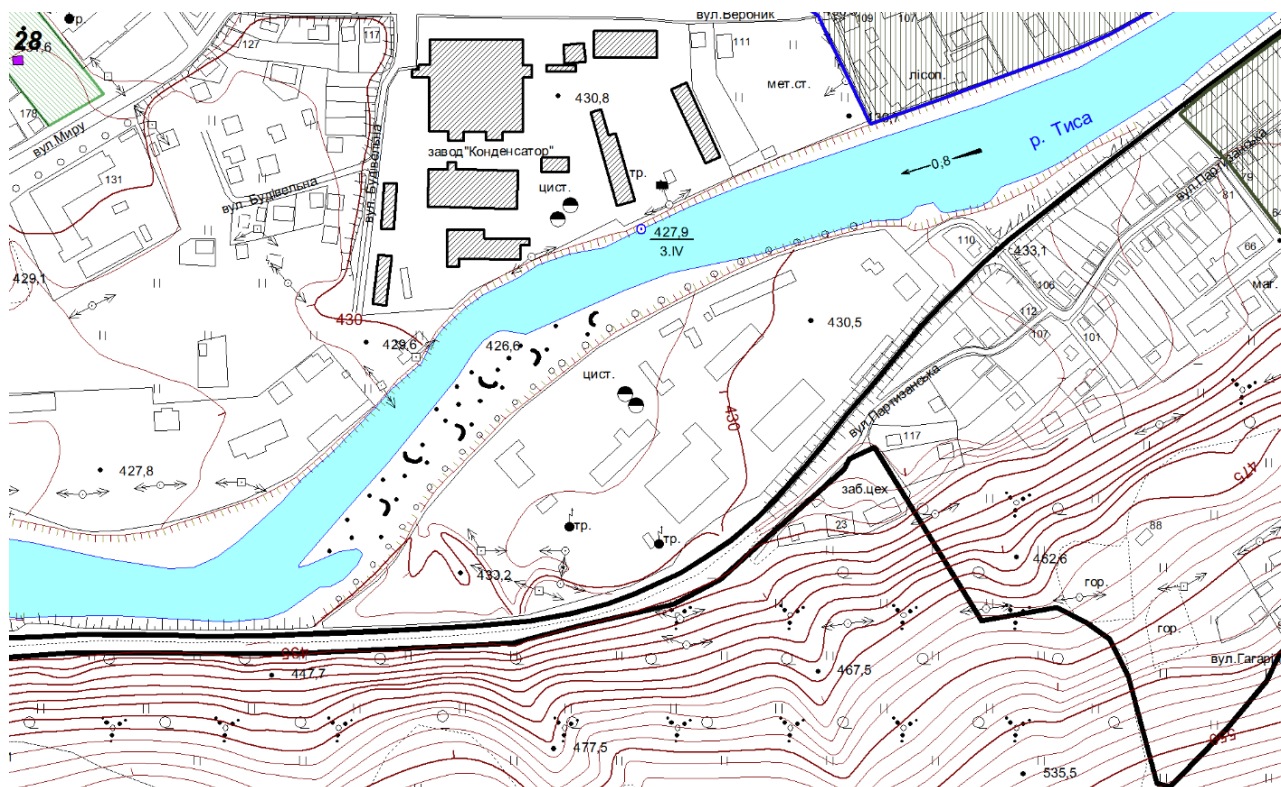 28
р.
127
117
вул.Вероник
111
109
107
мет.ст.
лісоп.
430,8
178
вул.Миру
завод"Конденсатор"
р. Тиса
0,8
131
вул. Будівельна
вул. Будівельна
цист.
тр.
вул.Партизанська
79
81
427,9
3.IV
110
433,1
66
429,1
106
маг.
430
429,6
426,6
430,5
112
107
101
цист.
430
вул.Партизанська
117
427,8
475
заб.цех
23
88
тр.
тр.
430,2
462,6
гор.
гор.
447,7
467,5
вул.Гагарі
477,5
535,5